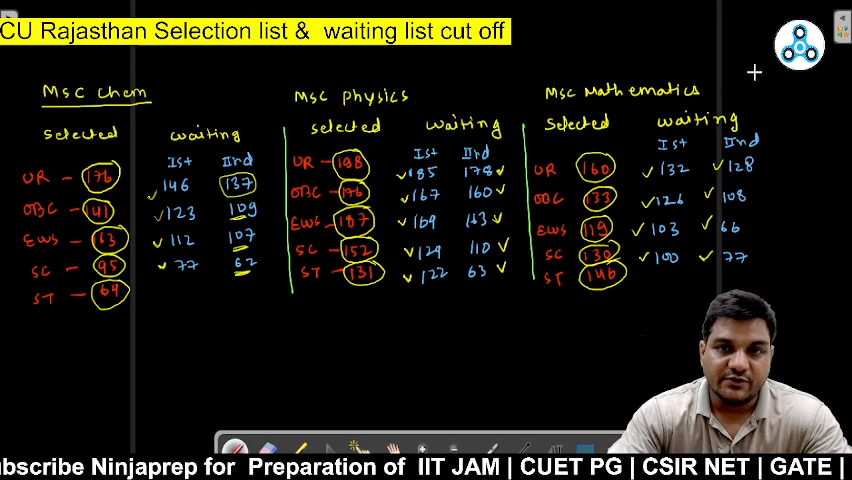 CU Rajasthan Selection list & waiting list cut off
MSC Chem
Selected waiting
Ist IInd
UR - 176 146 137
OBC - 141 123 109
EWS - 163 112 107
SC - 95 77 62
ST - 64
MSC Physics
Selected waiting
Ist IInd
UR - 198 185 178
OBC - 176 167 160
EWS - 187 169 163
SC - 152 129 110
ST - 131 122 63
MSC Mathematics
Selected waiting
Ist IInd
UR 160 132 128
OBC 133 126 108
EWS 119 103 66
SC 130 100 77
ST 146
ubscribe Ninjaprep for Preparation of IIT JAM | CUET PG | CSIR NET | GATE |